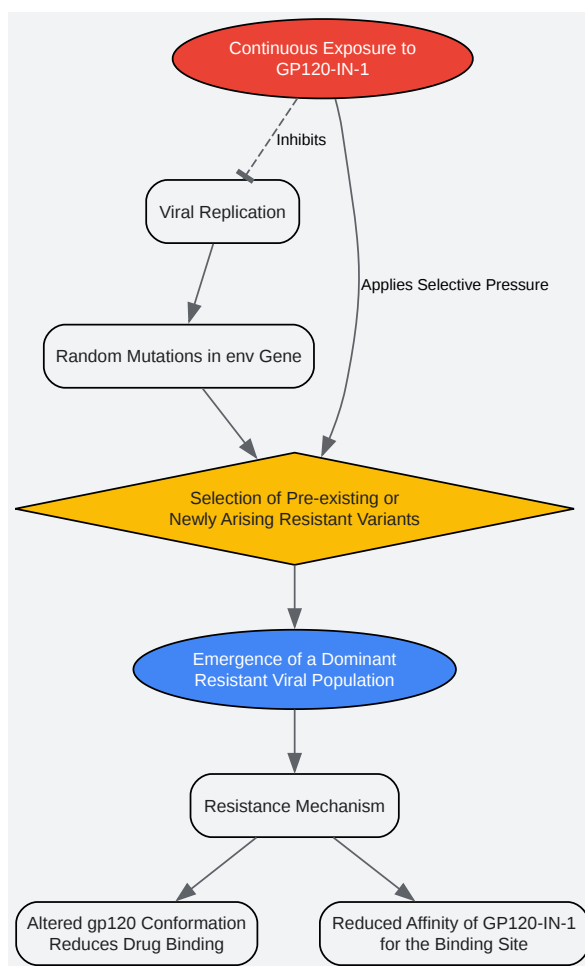 Continuous Exposure to
GP120-IN-1
Inhibits
Viral Replication
Applies Selective Pressure
Random Mutations in env Gene
Selection of Pre-existing or
Newly Arising Resistant Variants
Emergence of a Dominant
Resistant Viral Population
Resistance Mechanism
Altered gp120 Conformation
Reduces Drug Binding
Reduced Affinity of GP120-IN-1
for the Binding Site